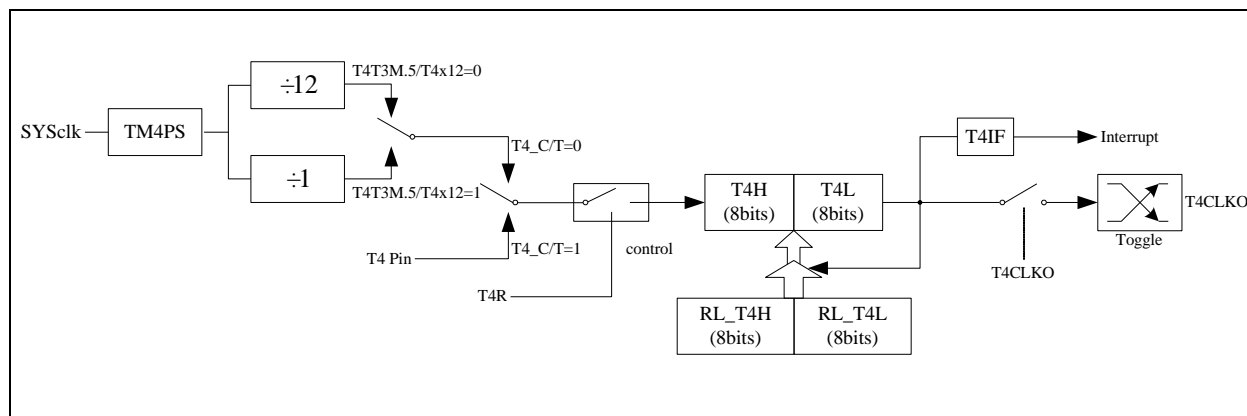 T4T3M.5/T4x12=0
÷12
SYSclk
TM4PS
÷1
T4T3M.5/T4x12=1
T4_C/T=0
T4_C/T=1
T4 Pin
T4R
control
T4H
(8bits)
T4L
(8bits)
RL_T4H
(8bits)
RL_T4L
(8bits)
T4IF
Interrupt
T4CLKO
Toggle
T4CLKO